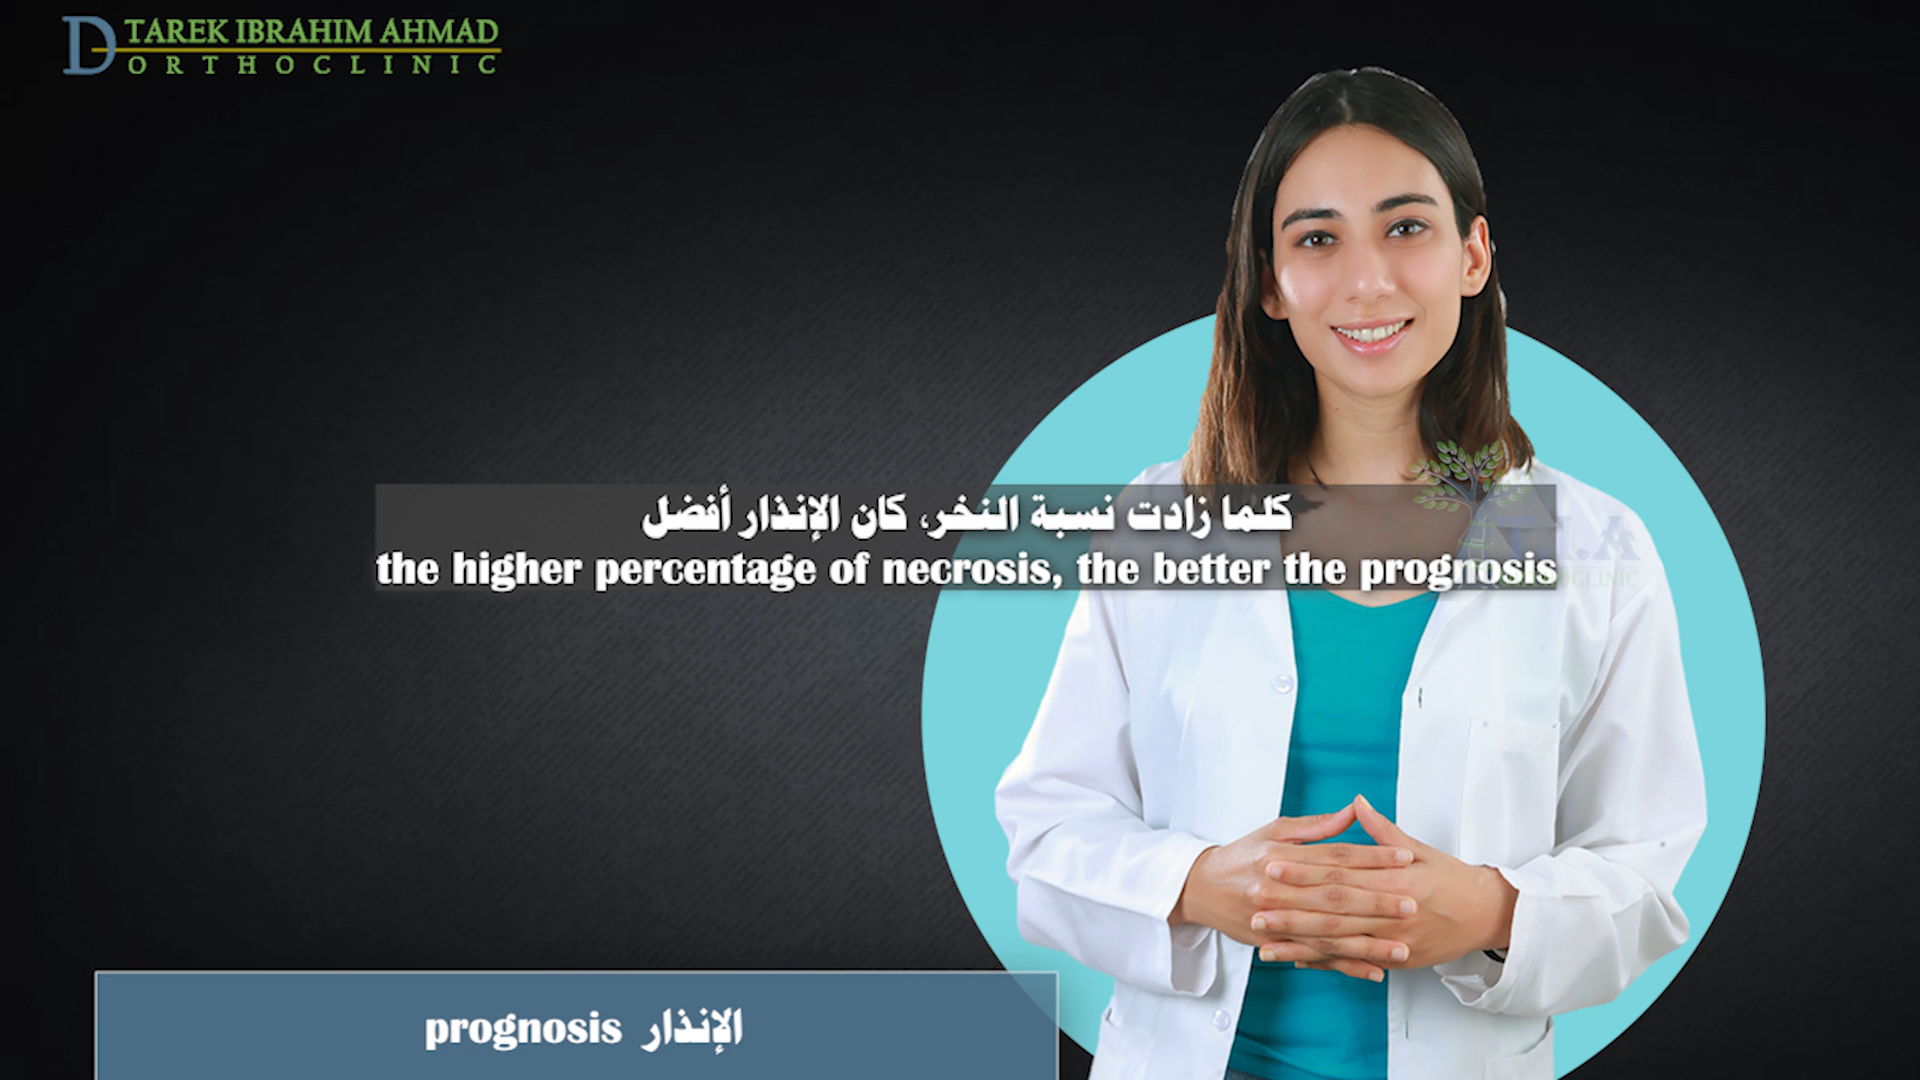 D TAREK IBRAHIM AHMAD
ORTHOCLINIC
كلما زادت نسبة النخر، كان الإنذار أفضل
the higher percentage of necrosis, the better the prognosis
T.I.A
ORTHOCLINIC
prognosis الإنذار